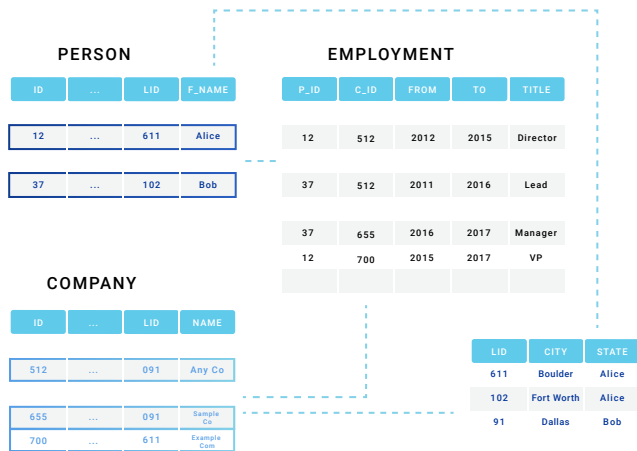 PERSON
ID ... LID F_NAME
12 ... 611 Alice
37 ... 102 Bob
EMPLOYMENT
P_ID C_ID FROM TO TITLE
12 512 2012 2015 Director
37 512 2011 2016 Lead
37 655 2016 2017 Manager
12 700 2015 2017 VP
COMPANY
ID ... LID NAME
512 ... 091 Any Co
655 ... 091 Sample
Co
700 ... 611 Example
Com
LID CITY STATE
611 Boulder Alice
102 Fort Worth Alice
91 Dallas Bob